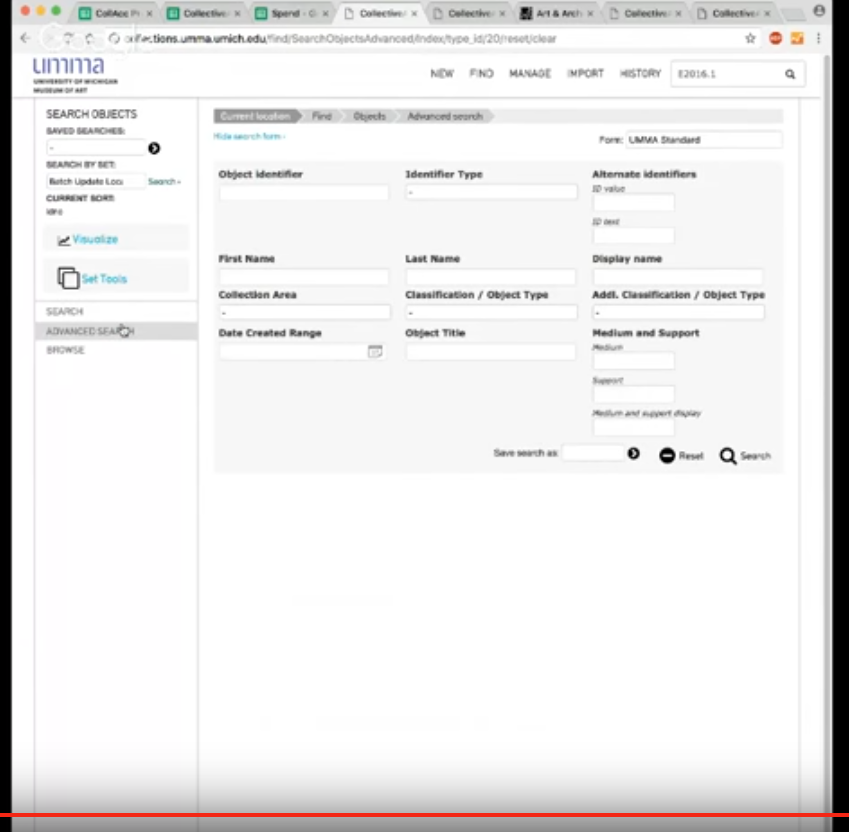 CollAcc Pr × Collective × Spend - G × Collective × Collective × Art & Arch × Collective × Collective ×
collections.umma.umich.edu/find/SearchObjectsAdvanced/Index/type_id/20/reset/clear
umma
UNIVERSITY OF MICHIGAN
MUSEUM OF ART
NEW FIND MANAGE IMPORT HISTORY E2016.1
SEARCH OBJECTS
SAVED SEARCHES:
-
SEARCH BY SET:
Batch Update Loca Search ›
CURRENT SORT:
SEARCH
ADVANCED SEARCH
BROWSE
Visualize
Set Tools
Current location Find Objects Advanced search
Hide search form -
Form: UMMA Standard
Object identifier Identifier Type Alternate identifiers
- ID value
ID text
First Name Last Name Display name
Collection Area Classification / Object Type Addl. Classification / Object Type
- - -
Date Created Range Object Title Medium and Support
Medium
Support
Medium and support display
Save search as: Reset Search